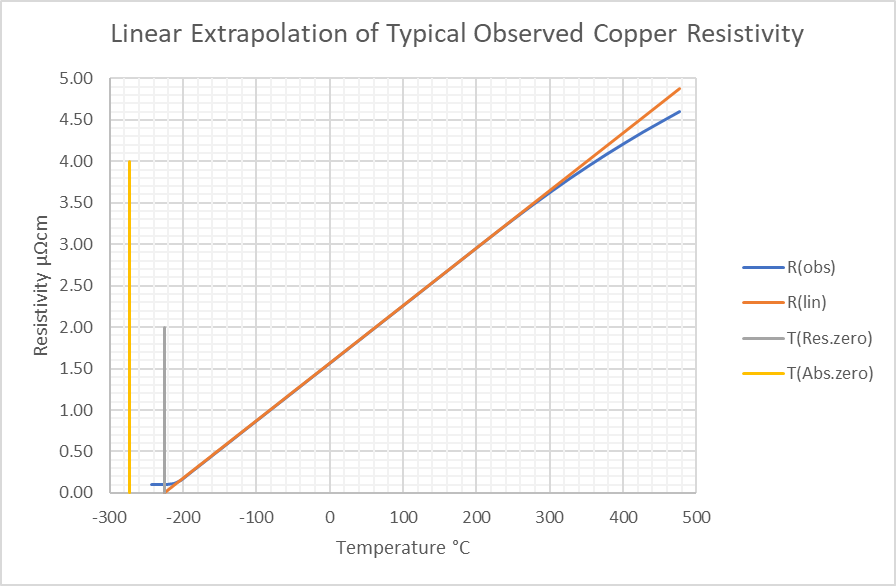 Linear Extrapolation of Typical Observed Copper Resistivity
5.00
4.50
4.00
3.50
3.00
2.50
2.00
1.50
1.00
0.50
0.00
Resistivity µΩcm
-300 -200 -100 0 100 200 300 400 500
Temperature °C
R(obs)
R(lin)
T(Res.zero)
T(Abs.zero)